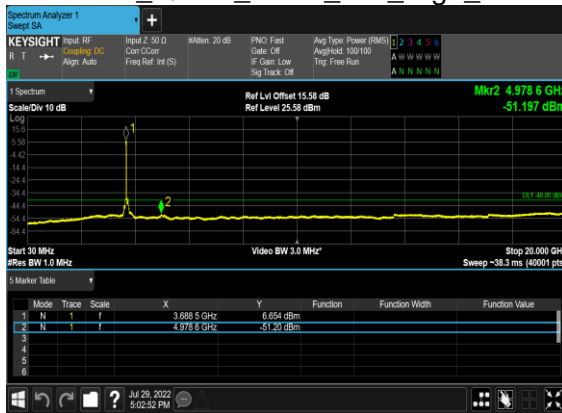 Spectrum Analyzer 1
Swept SA
+
KEYSIGHT Input: RF Input Z: 50 Ω #Atten: 20 dB PNO: Fast Avg Type: Power (RMS) 1 2 3 4 5 6
R T Coupling: DC Corr CCorr Gate: Off Avg|Hold: 100/100 A W W W W W
Align: Auto Freq Ref: Int (S) IF Gain: Low Trig: Free Run
Sig Track: Off A N N N N N
1 Spectrum Ref Lvl Offset 15.58 dB Mkr2 4.978 6 GHz
Scale/Div 10 dB Ref Level 25.58 dBm -51.197 dBm
Log
15.6
1
5.58
-4.42
-14.4
-24.4
-34.4
DL1 -40.00 dBm
2
-44.4
-54.4
-64.4
Start 30 MHz Video BW 3.0 MHz* Stop 20.000 GHz
#Res BW 1.0 MHz Sweep ~38.3 ms (40001 pts)
5 Marker Table
Mode Trace Scale X Y Function Function Width Function Value
1 N 1 f 3.688 5 GHz 6.654 dBm
2 N 1 f 4.978 6 GHz -51.20 dBm
3
4
5
6
? Jul 29, 2022
5:02:52 PM